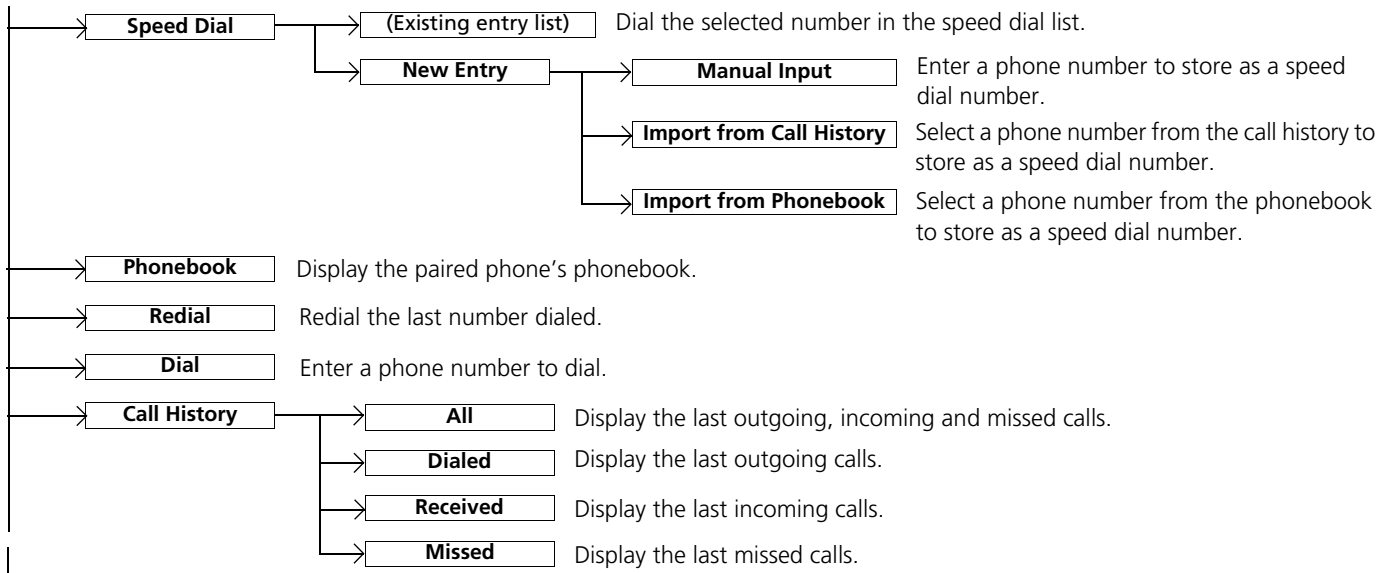 Speed Dial
(Existing entry list)
Dial the selected number in the speed dial list.
New Entry
Manual Input
Enter a phone number to store as a speed
dial number.
Import from Call History
Select a phone number from the call history to
store as a speed dial number.
Import from Phonebook
Select a phone number from the phonebook
to store as a speed dial number.
Phonebook
Display the paired phone’s phonebook.
Redial
Redial the last number dialed.
Dial
Enter a phone number to dial.
Call History
All
Display the last outgoing, incoming and missed calls.
Dialed
Display the last outgoing calls.
Received
Display the last incoming calls.
Missed
Display the last missed calls.